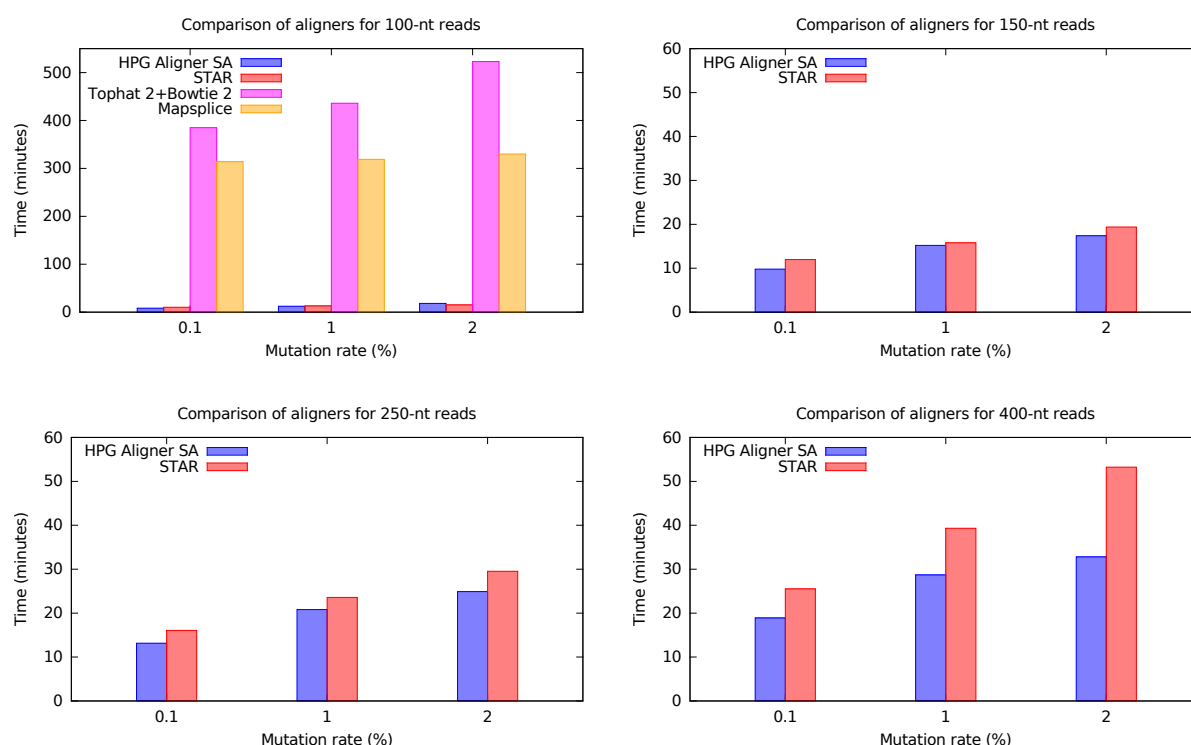 Comparison of aligners for 100-nt reads
Time (minutes)
500
400
300
200
100
0
HPG Aligner SA
STAR
Tophat 2+Bowtie 2
Mapsplice
0.1 1 2
Mutation rate (%)
Comparison of aligners for 150-nt reads
Time (minutes)
60
50
40
30
20
10
0
HPG Aligner SA
STAR
0.1 1 2
Mutation rate (%)
Comparison of aligners for 250-nt reads
Time (minutes)
60
50
40
30
20
10
0
HPG Aligner SA
STAR
0.1 1 2
Mutation rate (%)
Comparison of aligners for 400-nt reads
Time (minutes)
60
50
40
30
20
10
0
HPG Aligner SA
STAR
0.1 1 2
Mutation rate (%)